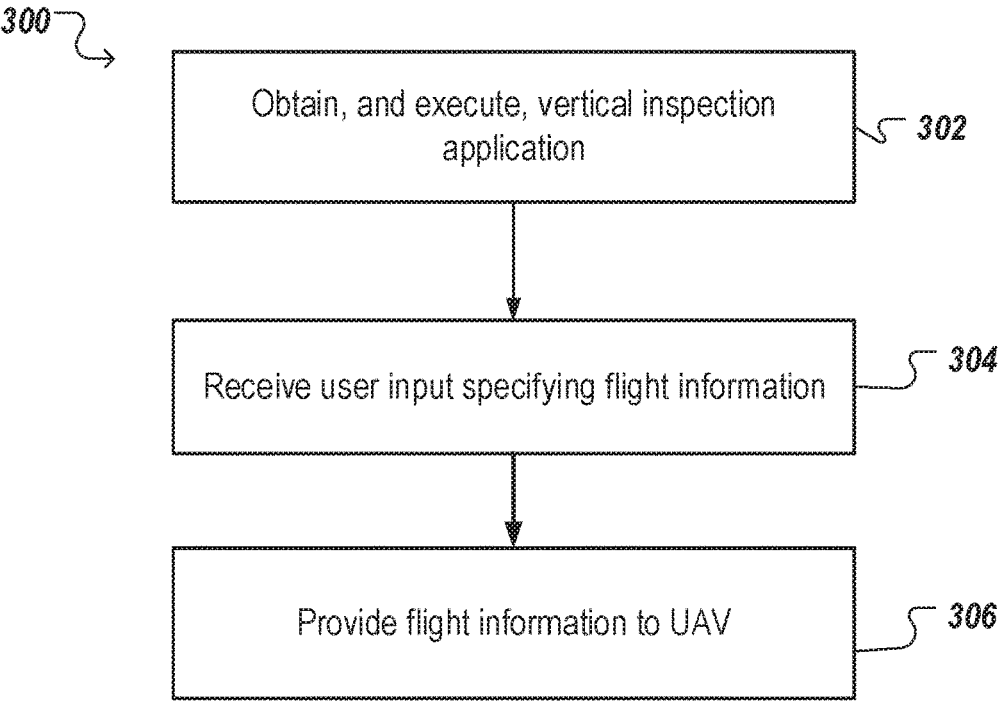 300
Obtain, and execute, vertical inspection
application
302
Receive user input specifying flight information
304
Provide flight information to UAV
306